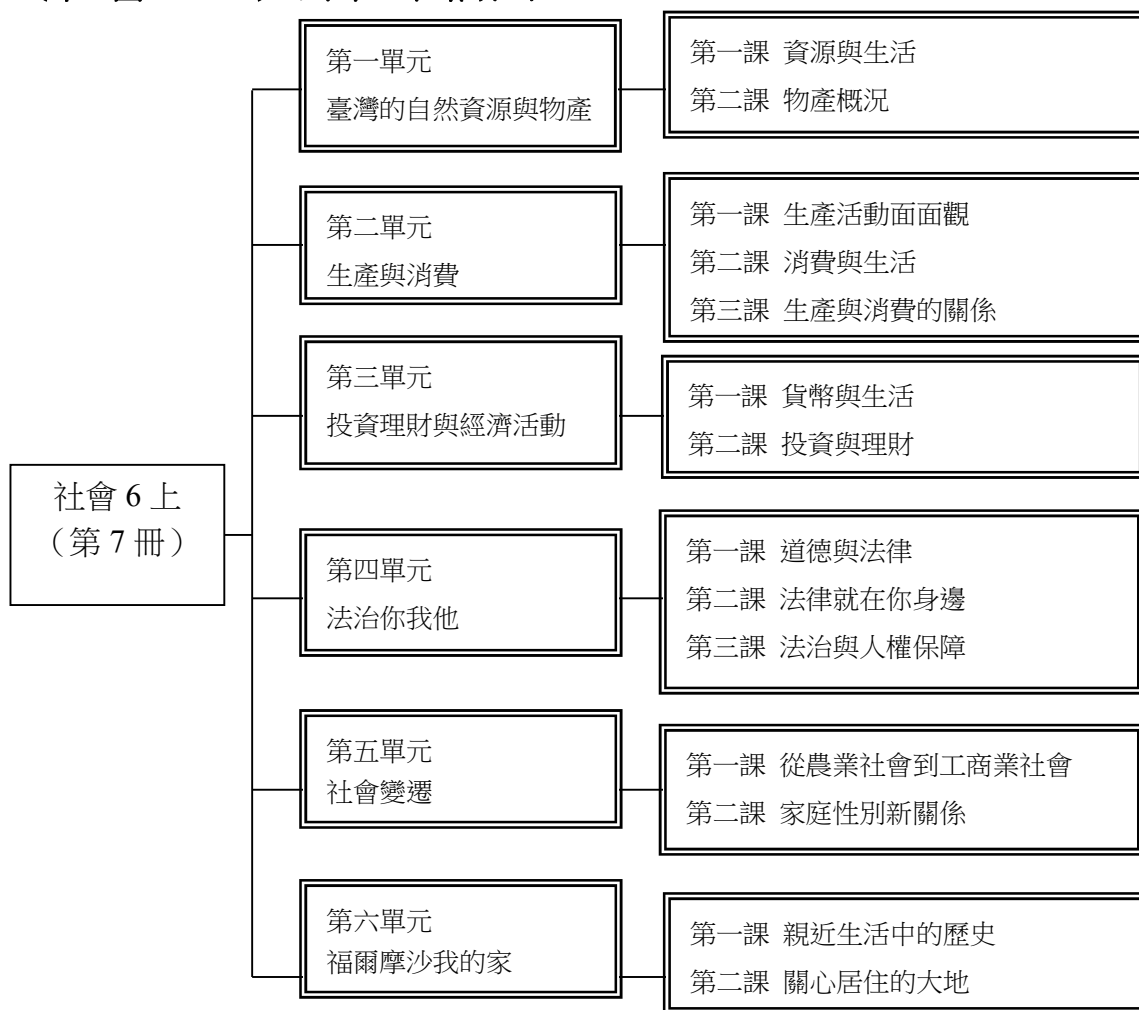 社會 6 上
（第 7 冊）
第一單元
臺灣的自然資源與物產
第一課 資源與生活
第二課 物產概況
第二單元
生產與消費
第一課 生產活動面面觀
第二課 消費與生活
第三課 生產與消費的關係
第三單元
投資理財與經濟活動
第一課 貨幣與生活
第二課 投資與理財
第四單元
法治你我他
第一課 道德與法律
第二課 法律就在你身邊
第三課 法治與人權保障
第五單元
社會變遷
第一課 從農業社會到工商業社會
第二課 家庭性別新關係
第六單元
福爾摩沙我的家
第一課 親近生活中的歷史
第二課 關心居住的大地